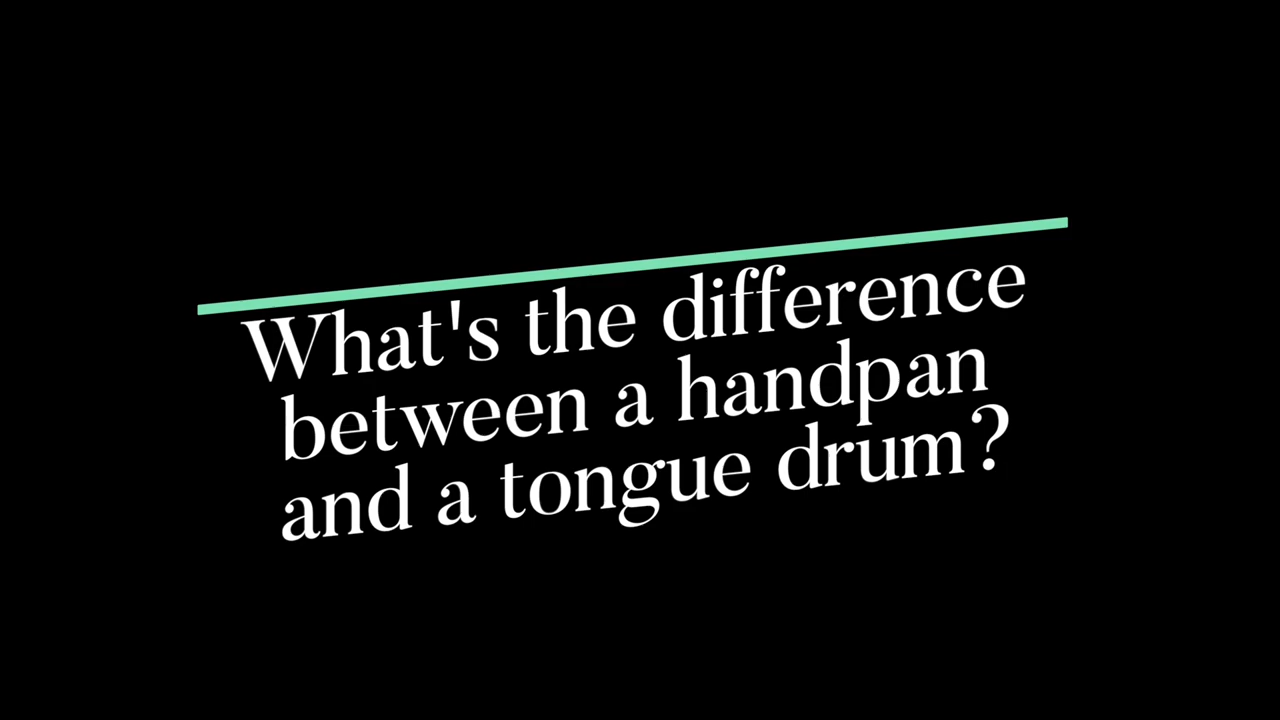 What's the difference
between a handpan
and a tongue drum?